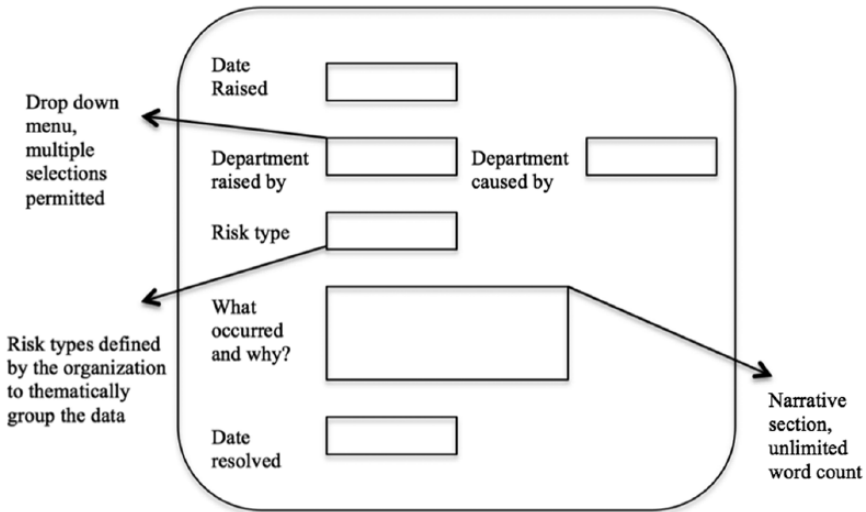 Date
Raised
Drop down
menu,
multiple
selections
permitted
Department
raised by
Department
caused by
Risk type
What
occurred
and why?
Risk types defined
by the organization
to thematically
group the data
Narrative
section,
unlimited
word count
Date
resolved